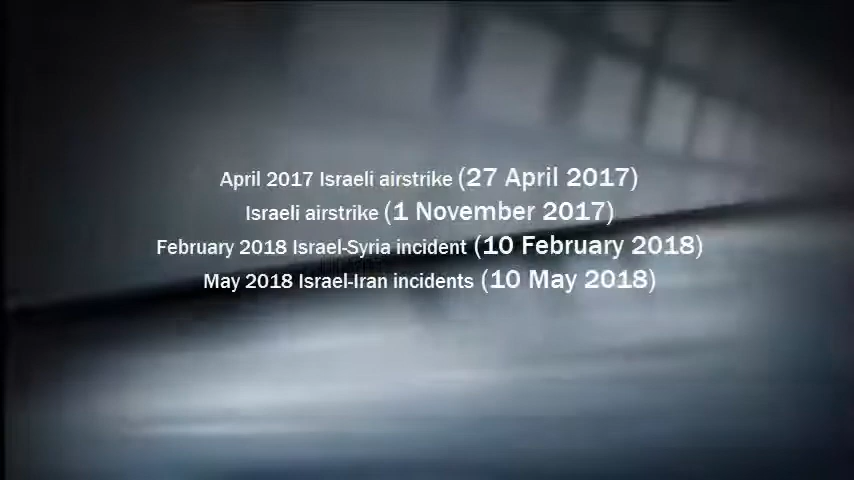 April 2017 Israeli airstrike (27 April 2017)
Israeli airstrike (1 November 2017)
February 2018 Israel-Syria incident (10 February 2018)
May 2018 Israel-Iran incidents (10 May 2018)